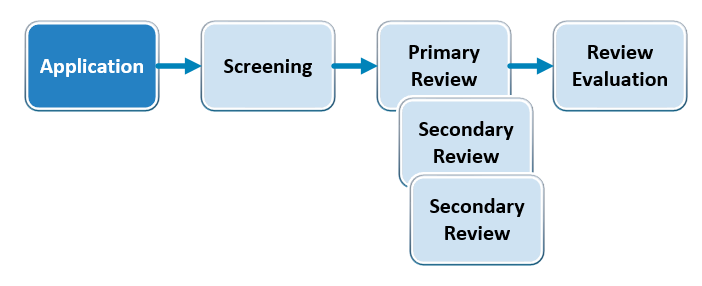 Application
Screening
Primary
Review
Review
Evaluation
Secondary
Review
Secondary
Review